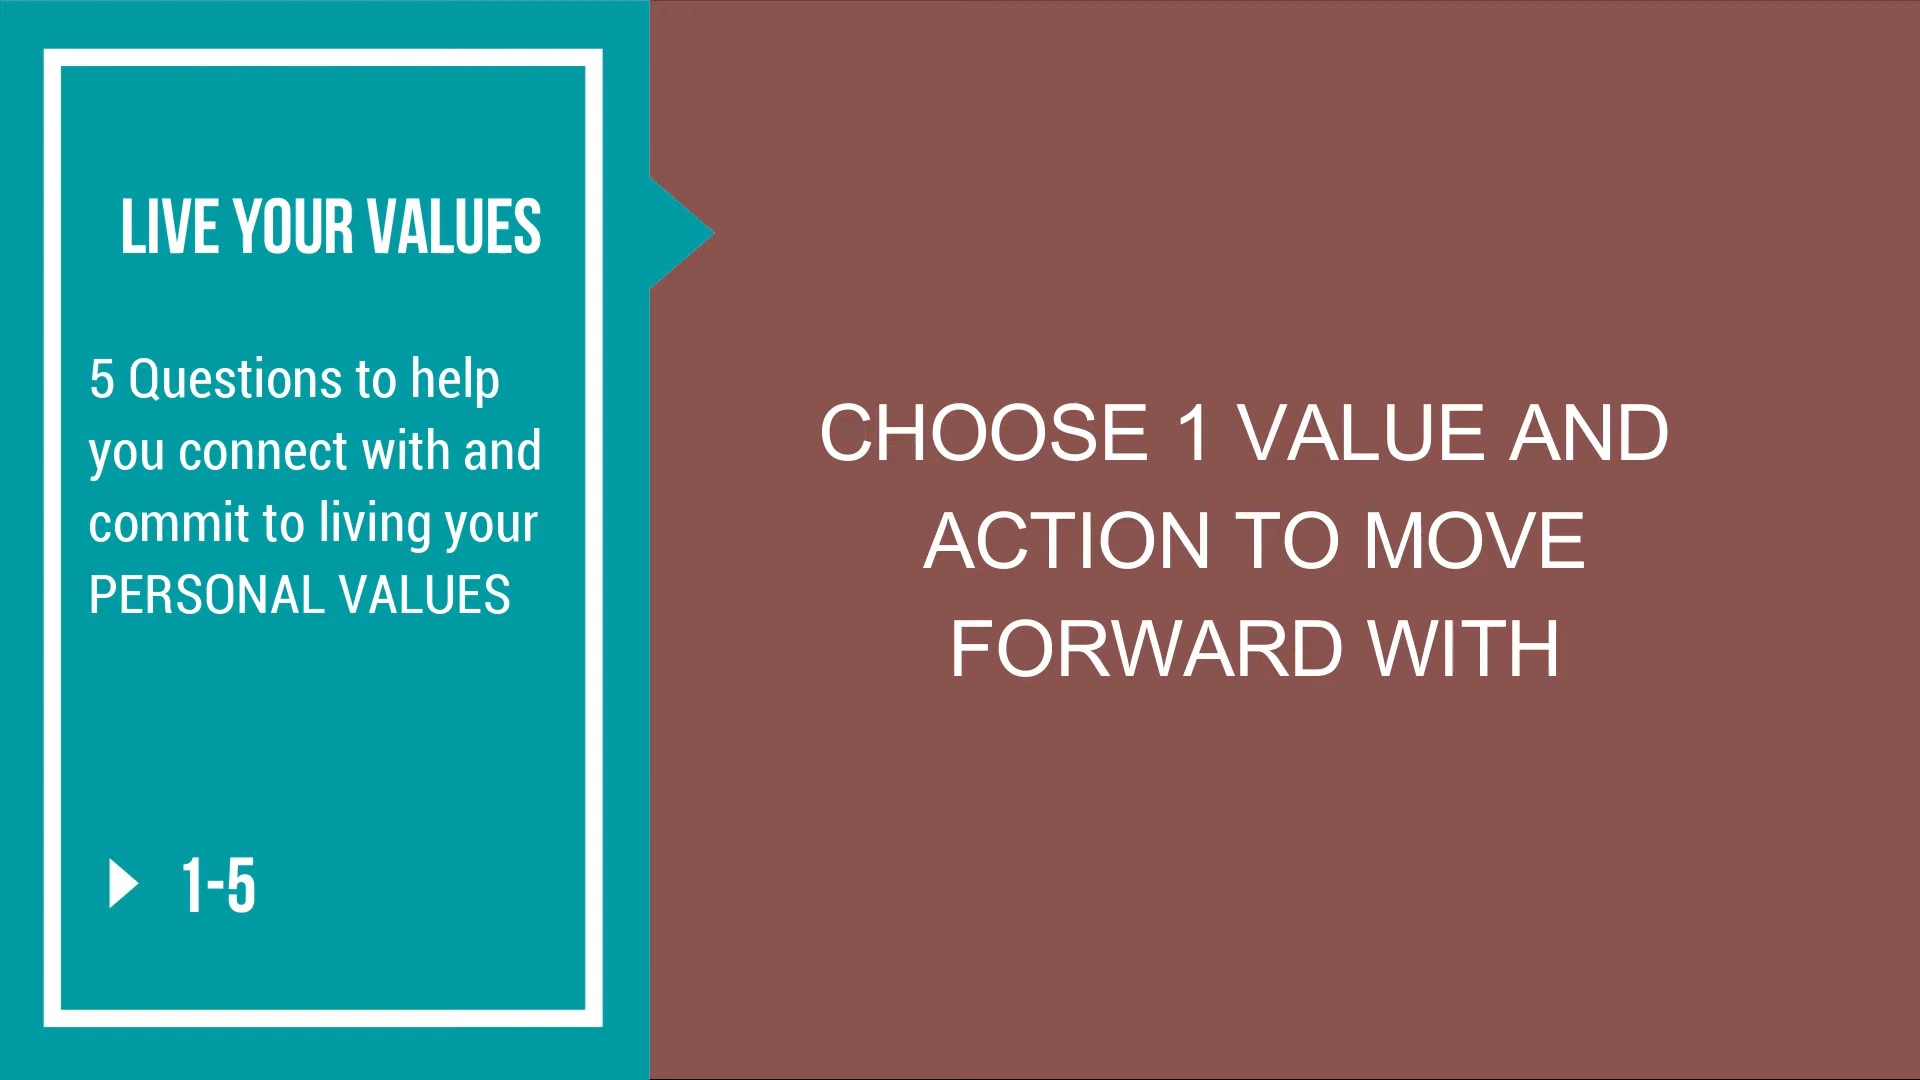 LIVE YOUR VALUES
5 Questions to help
you connect with and
commit to living your
PERSONAL VALUES
1-5
CHOOSE 1 VALUE AND
ACTION TO MOVE
FORWARD WITH